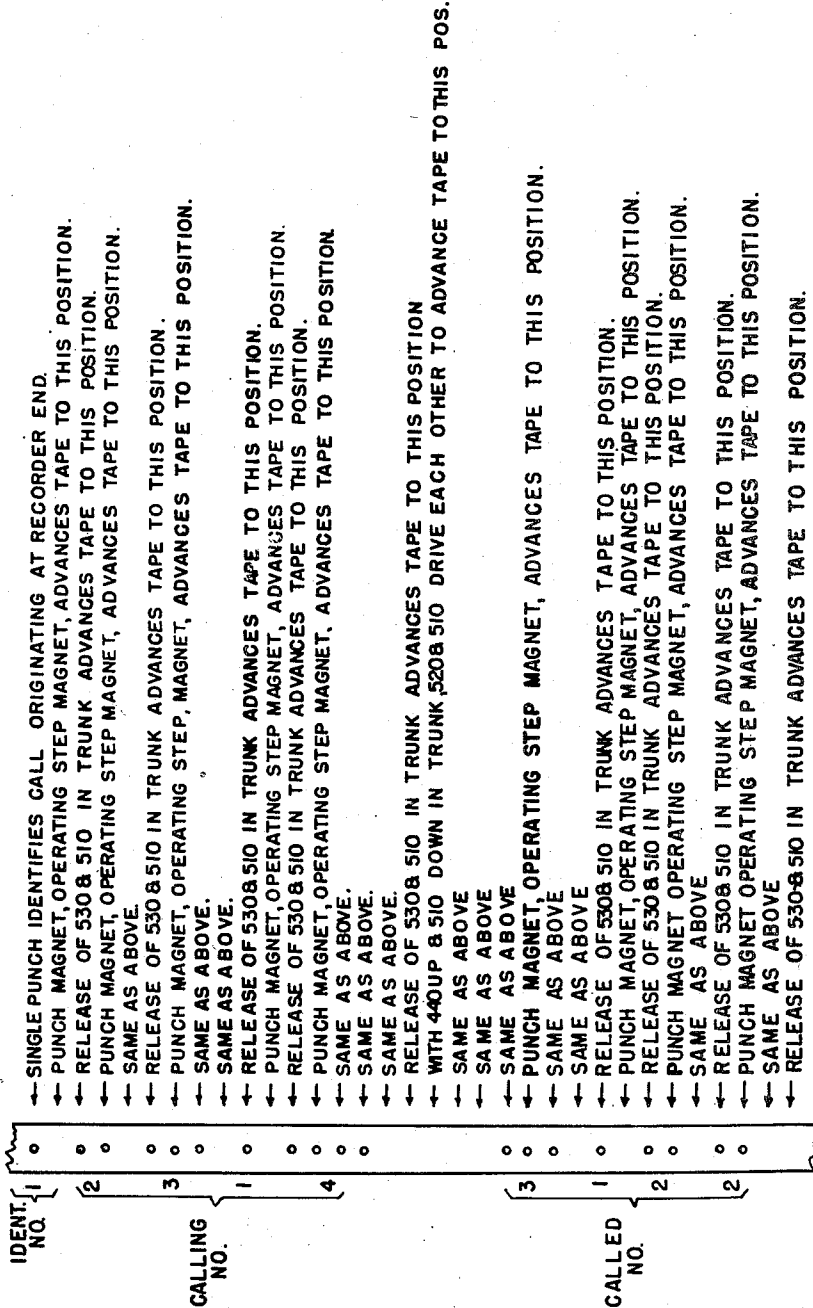 IDENT. NO. 1
CALLING NO. 2 3 1 4
CALLED NO. 3 1 2 2
← SINGLE PUNCH IDENTIFIES CALL ORIGINATING AT RECORDER END.
← PUNCH MAGNET, OPERATING STEP MAGNET, ADVANCES TAPE TO THIS POSITION.
← RELEASE OF 530 & 510 IN TRUNK ADVANCES TAPE TO THIS POSITION.
← PUNCH MAGNET, OPERATING STEP MAGNET, ADVANCES TAPE TO THIS POSITION.
← SAME AS ABOVE.
← RELEASE OF 530 & 510 IN TRUNK ADVANCES TAPE TO THIS POSITION.
← PUNCH MAGNET, OPERATING STEP, MAGNET, ADVANCES TAPE TO THIS POSITION.
← SAME AS ABOVE.
← SAME AS ABOVE.
← RELEASE OF 530 & 510 IN TRUNK ADVANCES TAPE TO THIS POSITION.
← PUNCH MAGNET, OPERATING STEP MAGNET, ADVANCES TAPE TO THIS POSITION.
← RELEASE OF 530 & 510 IN TRUNK ADVANCES TAPE TO THIS POSITION.
← PUNCH MAGNET, OPERATING STEP MAGNET, ADVANCES TAPE TO THIS POSITION.
← SAME AS ABOVE.
← SAME AS ABOVE.
← SAME AS ABOVE.
← RELEASE OF 530 & 510 IN TRUNK ADVANCES TAPE TO THIS POSITION
← WITH 440 UP & 510 DOWN IN TRUNK, 520 & 510 DRIVE EACH OTHER TO ADVANCE TAPE TO THIS POS.
← SAME AS ABOVE
← SAME AS ABOVE
← SAME AS ABOVE
← PUNCH MAGNET, OPERATING STEP MAGNET, ADVANCES TAPE TO THIS POSITION.
← SAME AS ABOVE
← SAME AS ABOVE
← RELEASE OF 530 & 510 IN TRUNK ADVANCES TAPE TO THIS POSITION.
← PUNCH MAGNET, OPERATING STEP MAGNET, ADVANCES TAPE TO THIS POSITION.
← RELEASE OF 530 & 510 IN TRUNK ADVANCES TAPE TO THIS POSITION.
← PUNCH MAGNET OPERATING STEP MAGNET, ADVANCES TAPE TO THIS POSITION.
← SAME AS ABOVE
← RELEASE OF 530 & 510 IN TRUNK ADVANCES TAPE TO THIS POSITION.
← PUNCH MAGNET OPERATING STEP MAGNET, ADVANCES TAPE TO THIS POSITION.
← SAME AS ABOVE
← RELEASE OF 530 & 510 IN TRUNK ADVANCES TAPE TO THIS POSITION.